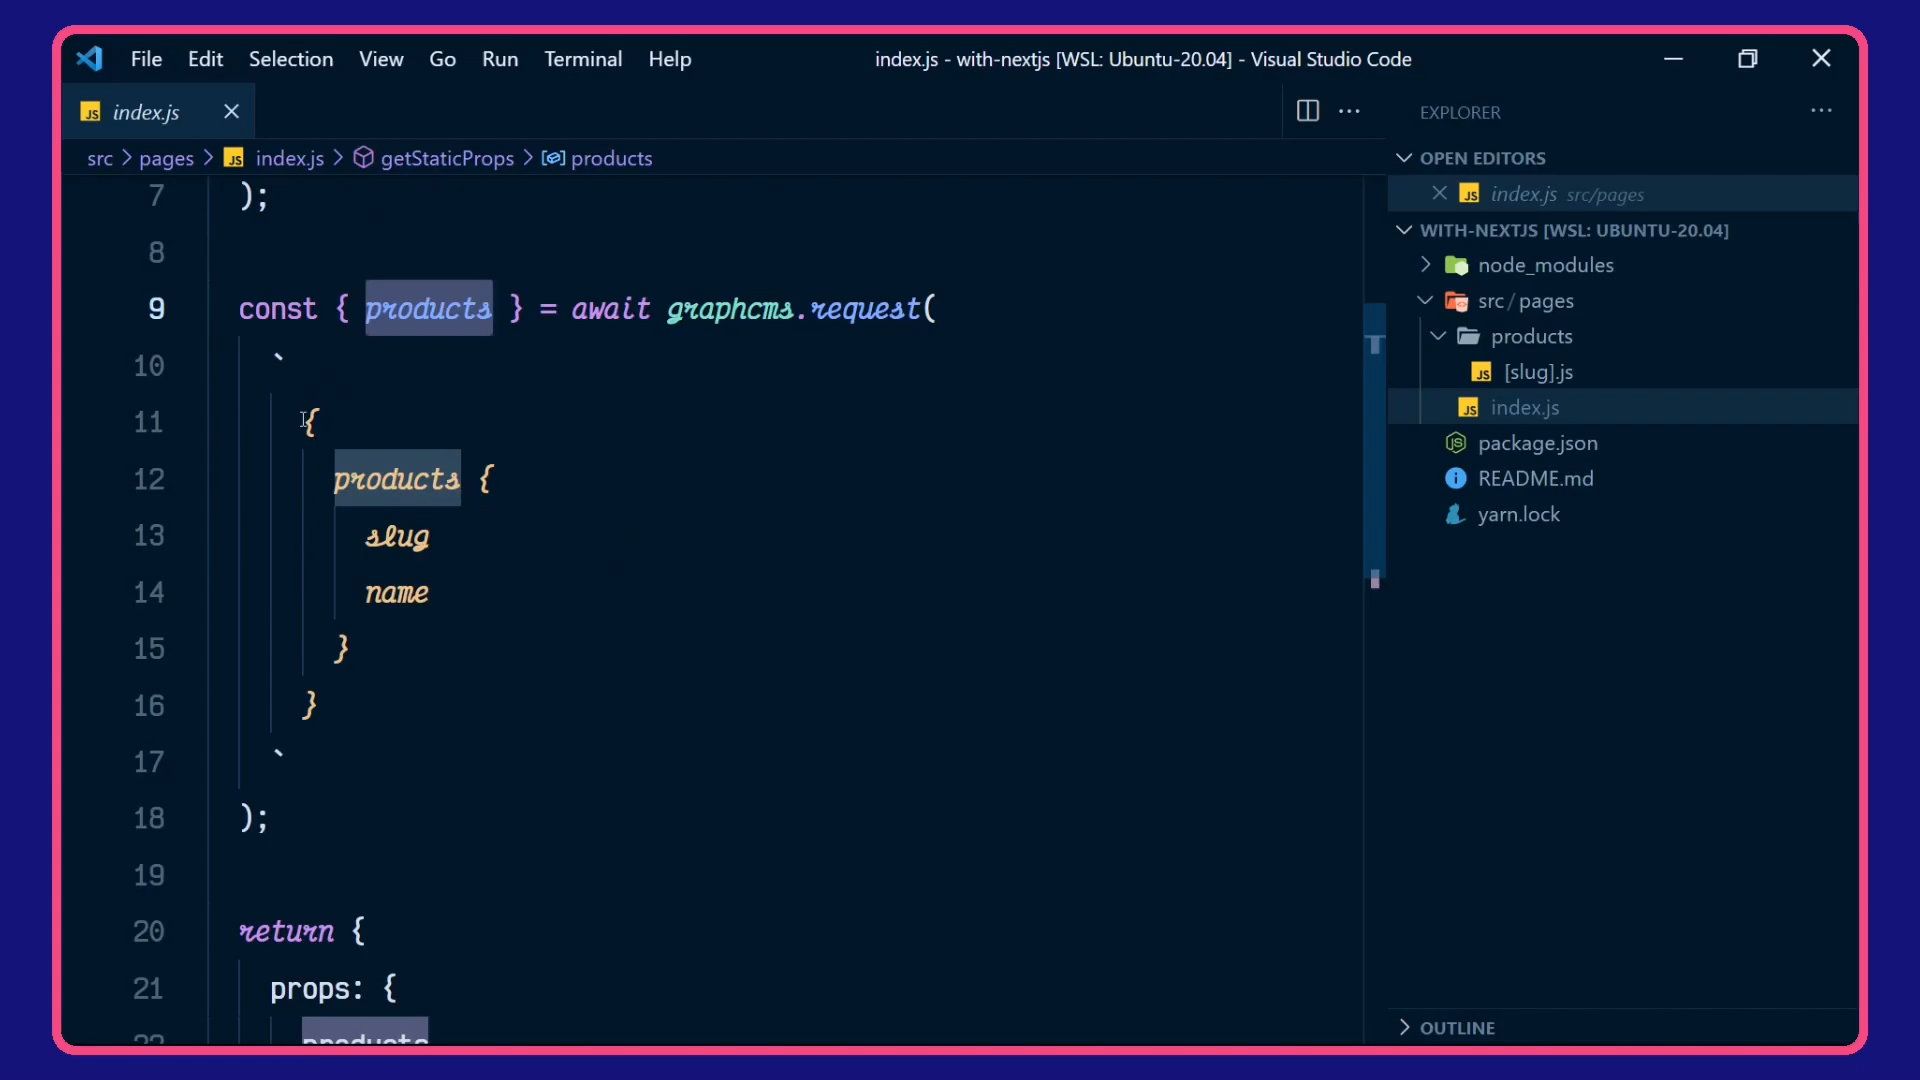 File Edit Selection View Go Run Terminal Help
index.js - with-nextjs [WSL: Ubuntu-20.04] - Visual Studio Code
index.js
src > pages > index.js > getStaticProps > products
7 );
8
9 const { products } = await graphcms.request(
10 `
11 {
12 products {
13 slug
14 name
15 }
16 }
17 `
18 );
19
20 return {
21 props: {
22 products
EXPLORER
OPEN EDITORS
index.js src/pages
WITH-NEXTJS [WSL: UBUNTU-20.04]
node_modules
src/pages
products
[slug].js
index.js
package.json
README.md
yarn.lock
OUTLINE